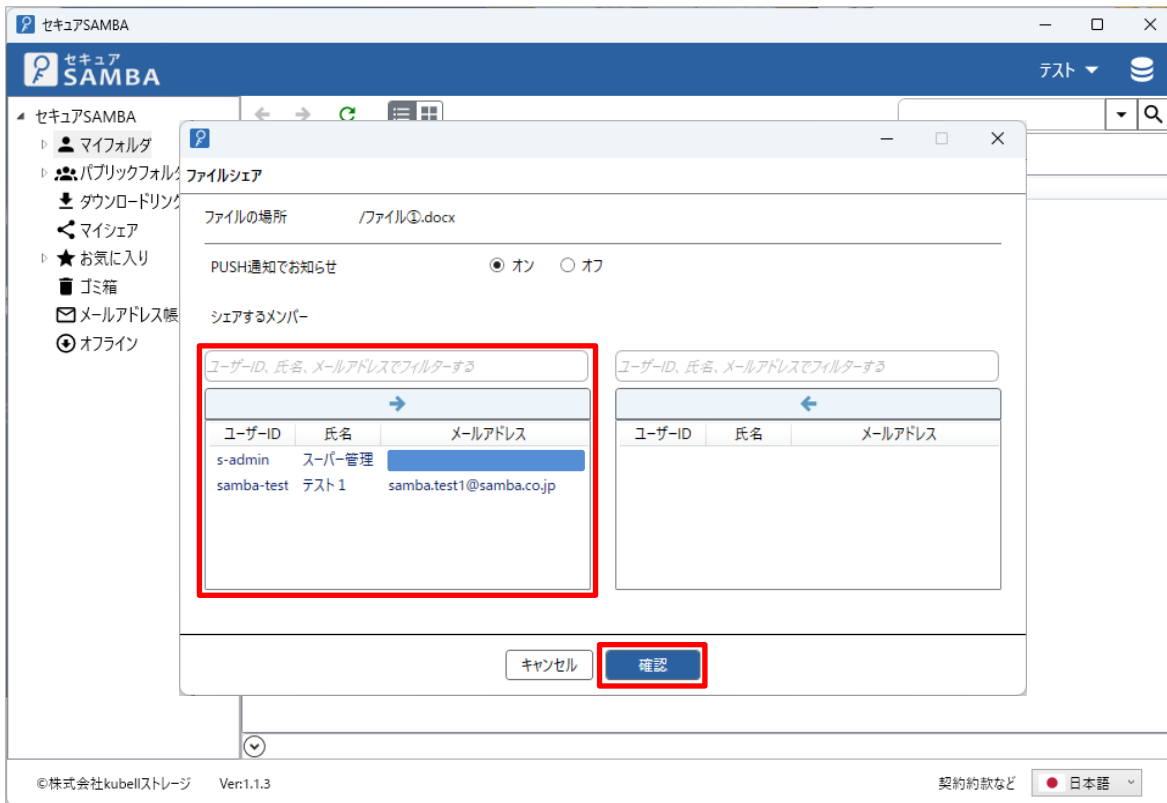 セキュアSAMBA
セキュア
SAMBA
テスト
セキュアSAMBA
マイフォルダ
パブリックフォルダ
ダウンロードリンク
マイシェア
お気に入り
ゴミ箱
メールアドレス帳
オフライン
ファイルシェア
ファイルの場所 /ファイル①.docx
PUSH通知でお知らせ オン オフ
シェアするメンバー
ユーザーID、氏名、メールアドレスでフィルターする
ユーザーID 氏名 メールアドレス
s-admin スーパー管理
samba-test テスト1 samba.test1@samba.co.jp
ユーザーID、氏名、メールアドレスでフィルターする
ユーザーID 氏名 メールアドレス
キャンセル 確認
©株式会社kubellストレージ Ver:1.1.3 契約約款など 日本語